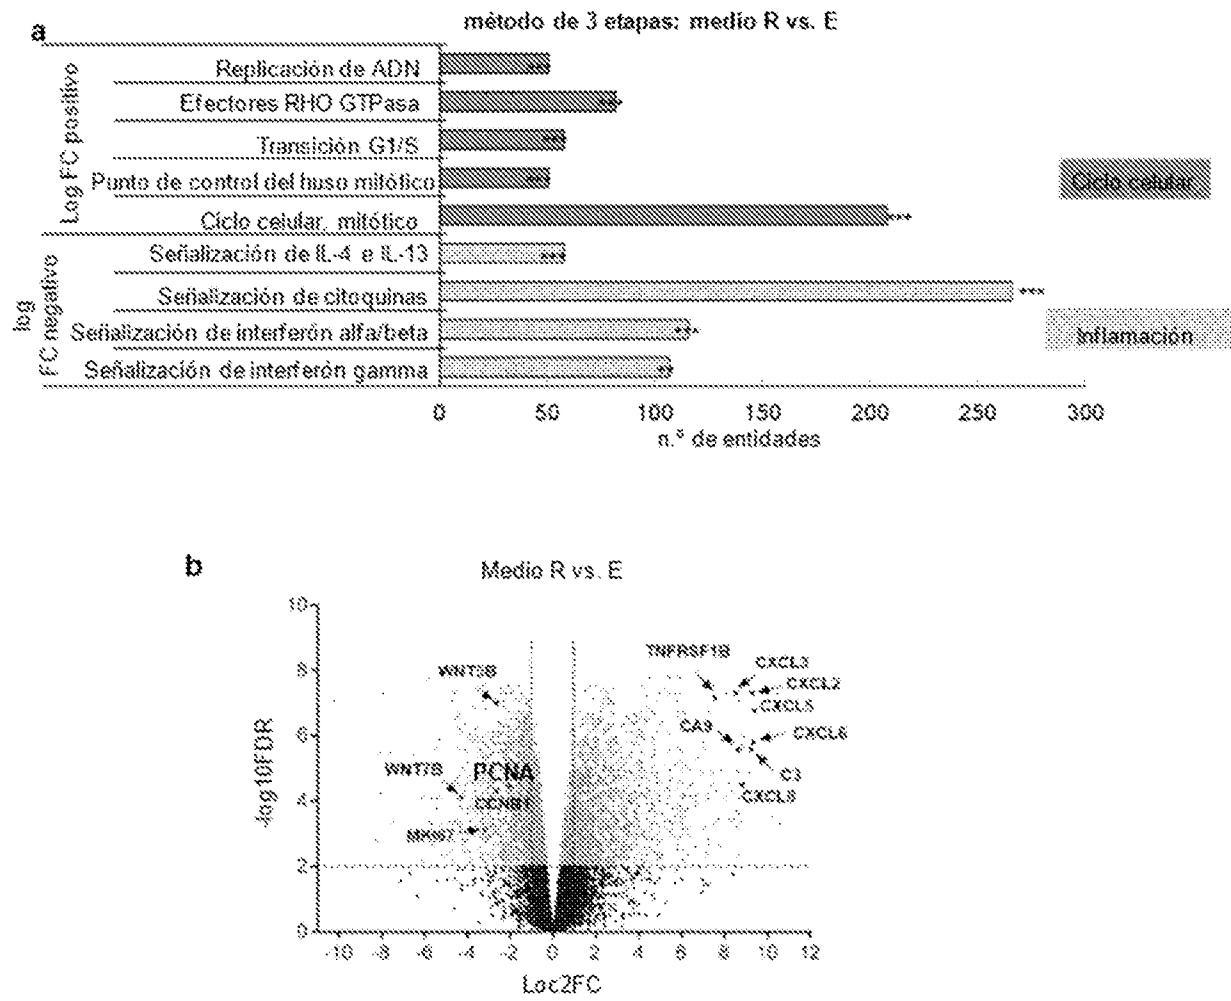 a
método de 3 etapas: medio R vs. E
Log FC positivo
Replicación de ADN
***
Efectores RHO GTPasa
***
Transición G1/S
***
Punto de control del huso mitótico
***
Ciclo celular, mitótico
***
Ciclo celular
log
FC negativo
Señalización de IL-4 e IL-13
***
Señalización de citoquinas
***
Señalización de interferón alfa/beta
***
Señalización de interferón gamma
***
Inflamación
0 50 100 150 200 250 300
n.º de entidades
b
Medio R vs. E
-log10FDR
10
8
6
4
2
0
WNT5B
WNT7B
PCNA
CCNB1
MKI67
TNFRSF1B
CXCL3
CXCL2
CXCL5
CA9
CXCL6
C3
CXCL8
-10 -8 -6 -4 -2 0 2 4 6 8 10 12
Loc2FC